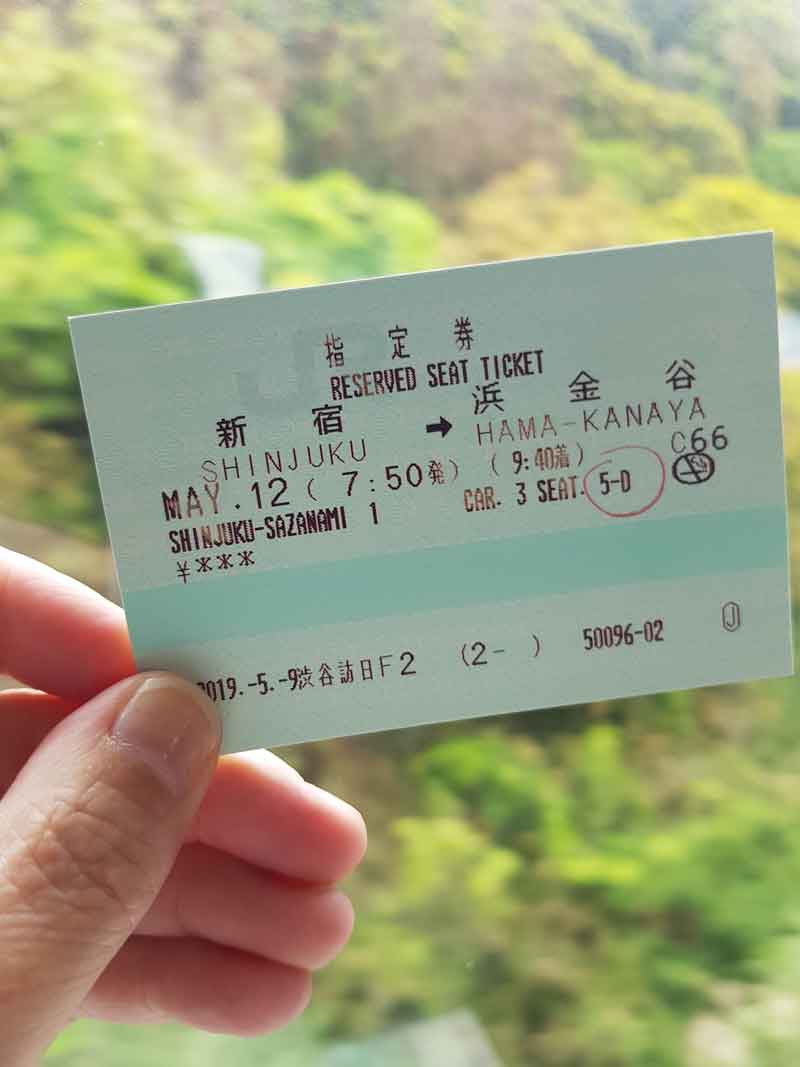 指定券
RESERVED SEAT TICKET
新宿 → 浜金谷
SHINJUKU HAMA-KANAYA
C66
MAY.12 ( 7:50発) ( 9:40着)
CAR. 3 SEAT. 5-D
SHINJUKU-SAZANAMI 1
¥***
2019.-5.-9渋谷訪日F2 (2- ) 50096-02 J